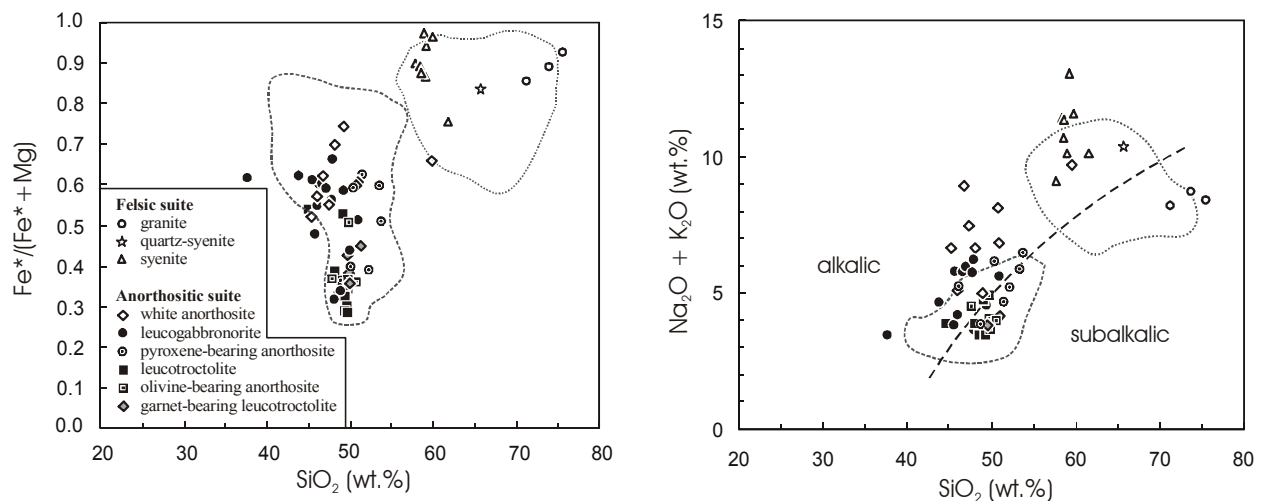 1.0
0.9
0.8
0.7
0.6
0.5
0.4
0.3
0.2
0.1
0.0
Fe*/(Fe* + Mg)
20 30 40 50 60 70 80
SiO₂ (wt.%)
Felsic suite
granite
quartz-syenite
syenite
Anorthositic suite
white anorthosite
leucogabbronorite
pyroxene-bearing anorthosite
leucotroctolite
olivine-bearing anorthosite
garnet-bearing leucotroctolite
15
10
5
0
Na₂O + K₂O (wt.%)
alkalic
subalkalic
20 30 40 50 60 70 80
SiO₂ (wt.%)